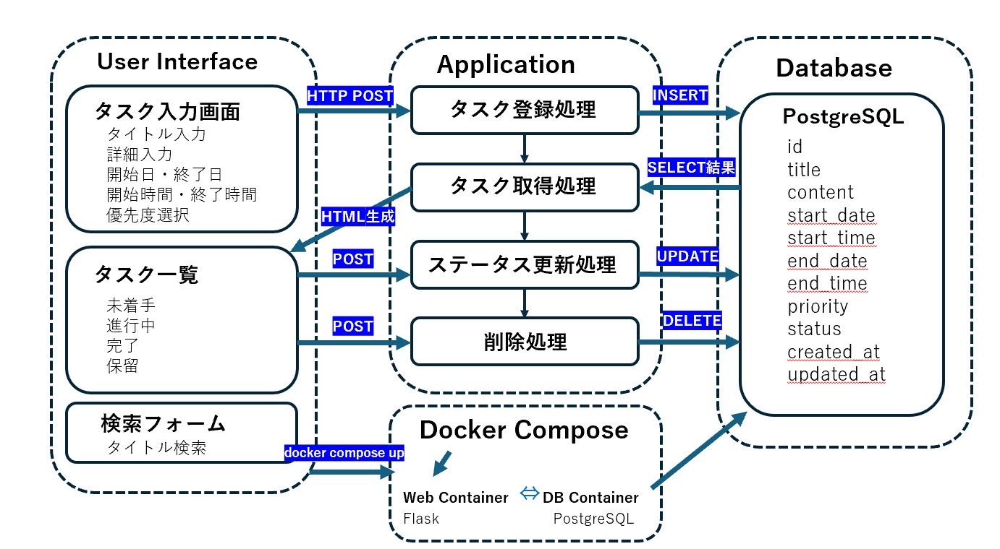 User Interface
タスク入力画面
タイトル入力
詳細入力
開始日・終了日
開始時間・終了時間
優先度選択
タスク一覧
未着手
進行中
完了
保留
検索フォーム
タイトル検索
HTTP POST
HTML生成
POST
POST
docker compose up
Application
タスク登録処理
タスク取得処理
ステータス更新処理
削除処理
INSERT
SELECT結果
UPDATE
DELETE
Database
PostgreSQL
id
title
content
start_date
start_time
end_date
end_time
priority
status
created_at
updated_at
Docker Compose
Web Container
Flask
DB Container
PostgreSQL